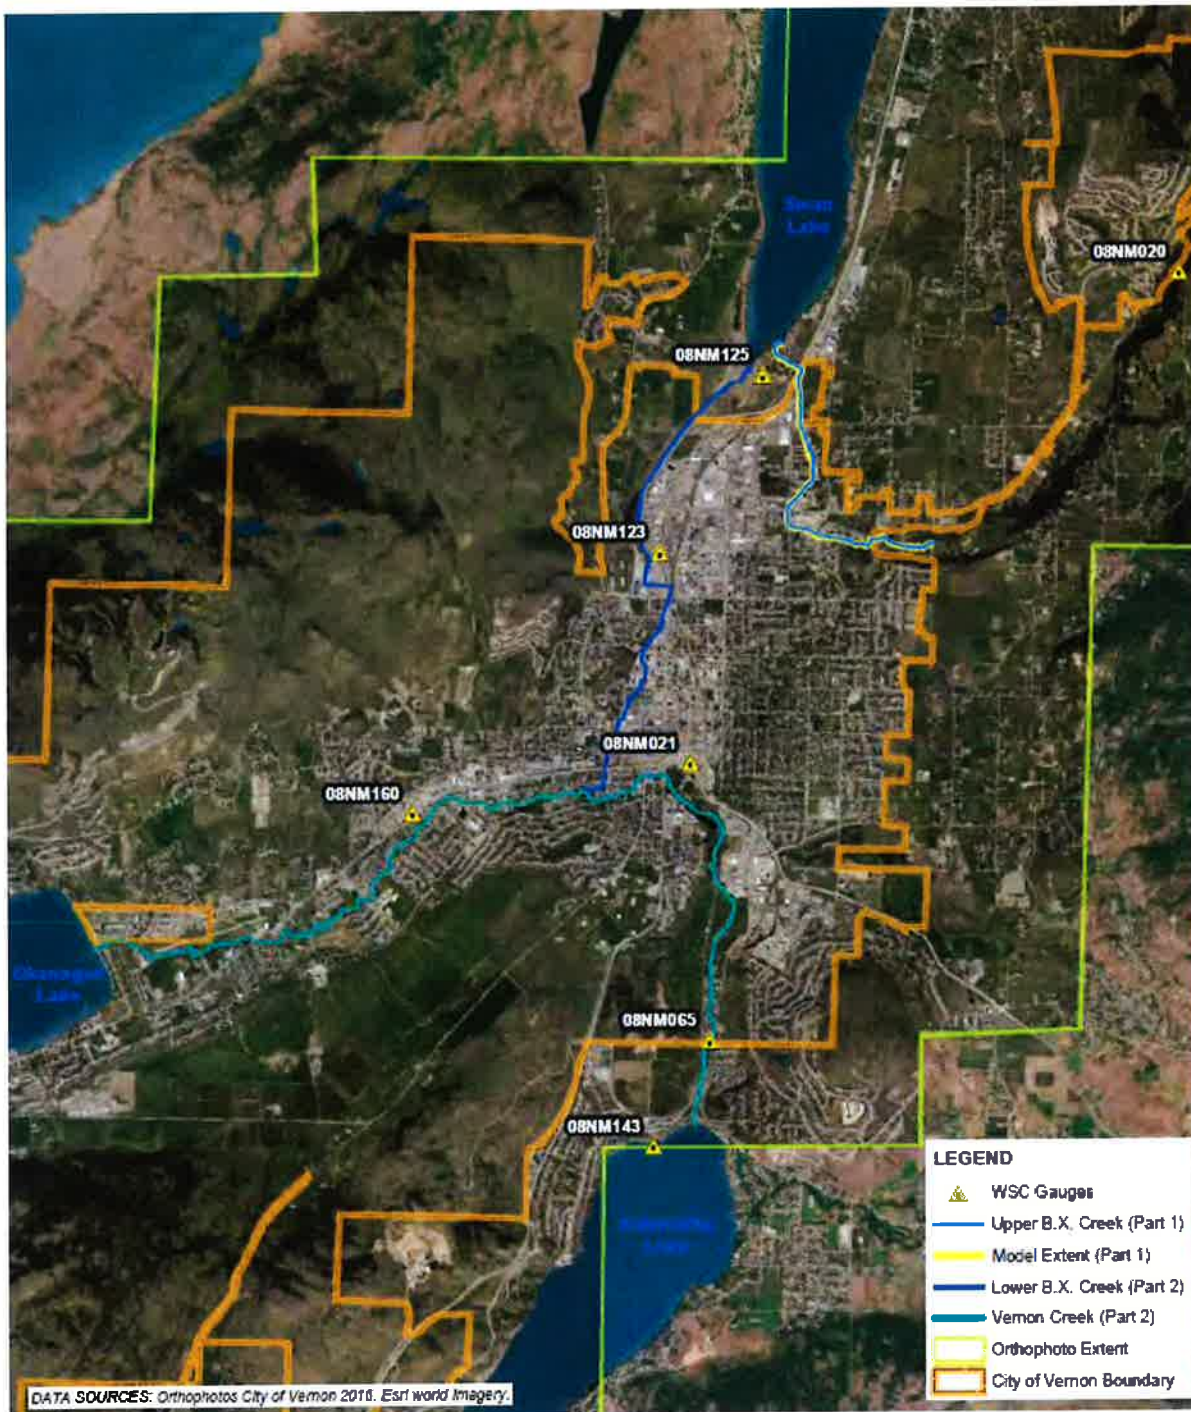 Swan
Lake
08NM020
08NM125
08NM123
08NM021
08NM160
Okanagan
Lake
08NM065
08NM143
Lake
LEGEND
WSC Gauges
Upper B.X. Creek (Part 1)
Model Extent (Part 1)
Lower B.X. Creek (Part 2)
Vernon Creek (Part 2)
Orthophoto Extent
City of Vernon Boundary
DATA SOURCES: Orthophotos City of Vernon 2016. Esri world Imagery.